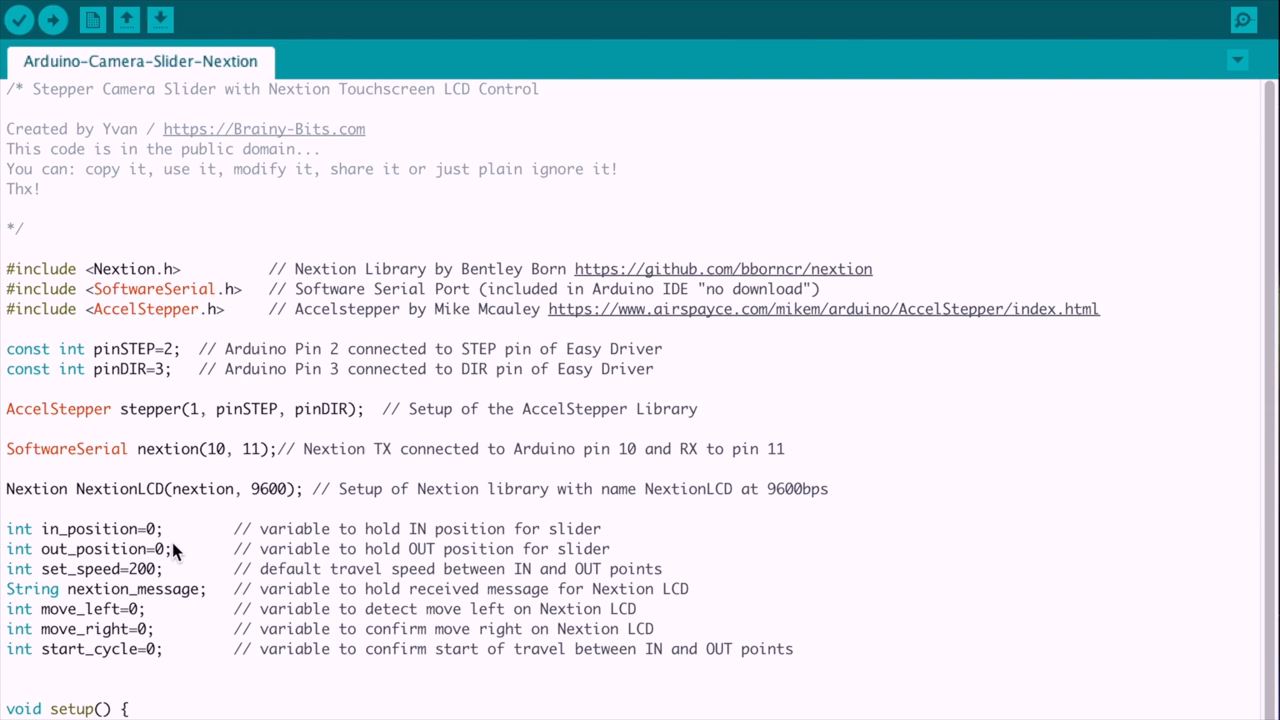 Arduino-Camera-Slider-Nextion
/* Stepper Camera Slider with Nextion Touchscreen LCD Control
Created by Yvan / https://Brainy-Bits.com
This code is in the public domain...
You can: copy it, use it, modify it, share it or just plain ignore it!
Thx!
*/
#include <Nextion.h> // Nextion Library by Bentley Born https://github.com/bborncr/nextion
#include <SoftwareSerial.h> // Software Serial Port (included in Arduino IDE "no download")
#include <AccelStepper.h> // Accelstepper by Mike Mcauley https://www.airspayce.com/mikem/arduino/AccelStepper/index.html
const int pinSTEP=2; // Arduino Pin 2 connected to STEP pin of Easy Driver
const int pinDIR=3; // Arduino Pin 3 connected to DIR pin of Easy Driver
AccelStepper stepper(1, pinSTEP, pinDIR); // Setup of the AccelStepper Library
SoftwareSerial nextion(10, 11);// Nextion TX connected to Arduino pin 10 and RX to pin 11
Nextion NextionLCD(nextion, 9600); // Setup of Nextion library with name NextionLCD at 9600bps
int in_position=0; // variable to hold IN position for slider
int out_position=0; // variable to hold OUT position for slider
int set_speed=200; // default travel speed between IN and OUT points
String nextion_message; // variable to hold received message for Nextion LCD
int move_left=0; // variable to detect move left on Nextion LCD
int move_right=0; // variable to confirm move right on Nextion LCD
int start_cycle=0; // variable to confirm start of travel between IN and OUT points
void setup() {